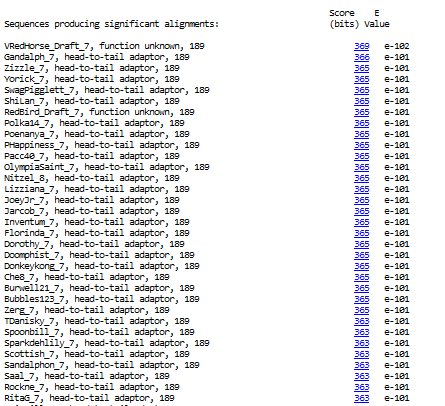 Score E
Sequences producing significant alignments: (bits) Value
VRedHorse_Draft_7, function unknown, 189 369 e-102
Gandalph_7, head-to-tail adaptor, 189 366 e-101
Zizzle_7, head-to-tail adaptor, 189 365 e-101
Yorick_7, head-to-tail adaptor, 189 365 e-101
SwagPigglett_7, head-to-tail adaptor, 189 365 e-101
ShiLan_7, head-to-tail adaptor, 189 365 e-101
RedBird_Draft_7, function unknown, 189 365 e-101
Polka14_7, head-to-tail adaptor, 189 365 e-101
Poenanya_7, head-to-tail adaptor, 189 365 e-101
PHappiness_7, head-to-tail adaptor, 189 365 e-101
Pacc40_7, head-to-tail adaptor, 189 365 e-101
OlympiaSaint_7, head-to-tail adaptor, 189 365 e-101
Nitzel_8, head-to-tail adaptor, 189 365 e-101
Lizziana_7, head-to-tail adaptor, 189 365 e-101
JoeyJr_7, head-to-tail adaptor, 189 365 e-101
Jarcob_7, head-to-tail adaptor, 189 365 e-101
Inventum_7, head-to-tail adaptor, 189 365 e-101
Florinda_7, head-to-tail adaptor, 189 365 e-101
Dorothy_7, head-to-tail adaptor, 189 365 e-101
Doomphist_7, head-to-tail adaptor, 189 365 e-101
Donkeykong_7, head-to-tail adaptor, 189 365 e-101
Che8_7, head-to-tail adaptor, 189 365 e-101
Burwell21_7, head-to-tail adaptor, 189 365 e-101
Bubbles123_7, head-to-tail adaptor, 189 365 e-101
Zerg_7, head-to-tail adaptor, 189 365 e-101
TDanisky_7, head-to-tail adaptor, 189 363 e-101
Spoonbill_7, head-to-tail adaptor, 189 363 e-101
Sparkdehlily_7, head-to-tail adaptor, 189 363 e-101
Scottish_7, head-to-tail adaptor, 189 363 e-101
Sandalphon_7, head-to-tail adaptor, 189 363 e-101
Saal_7, head-to-tail adaptor, 189 363 e-101
Rockne_7, head-to-tail adaptor, 189 363 e-101
RitaG_7, head-to-tail adaptor, 189 363 e-101